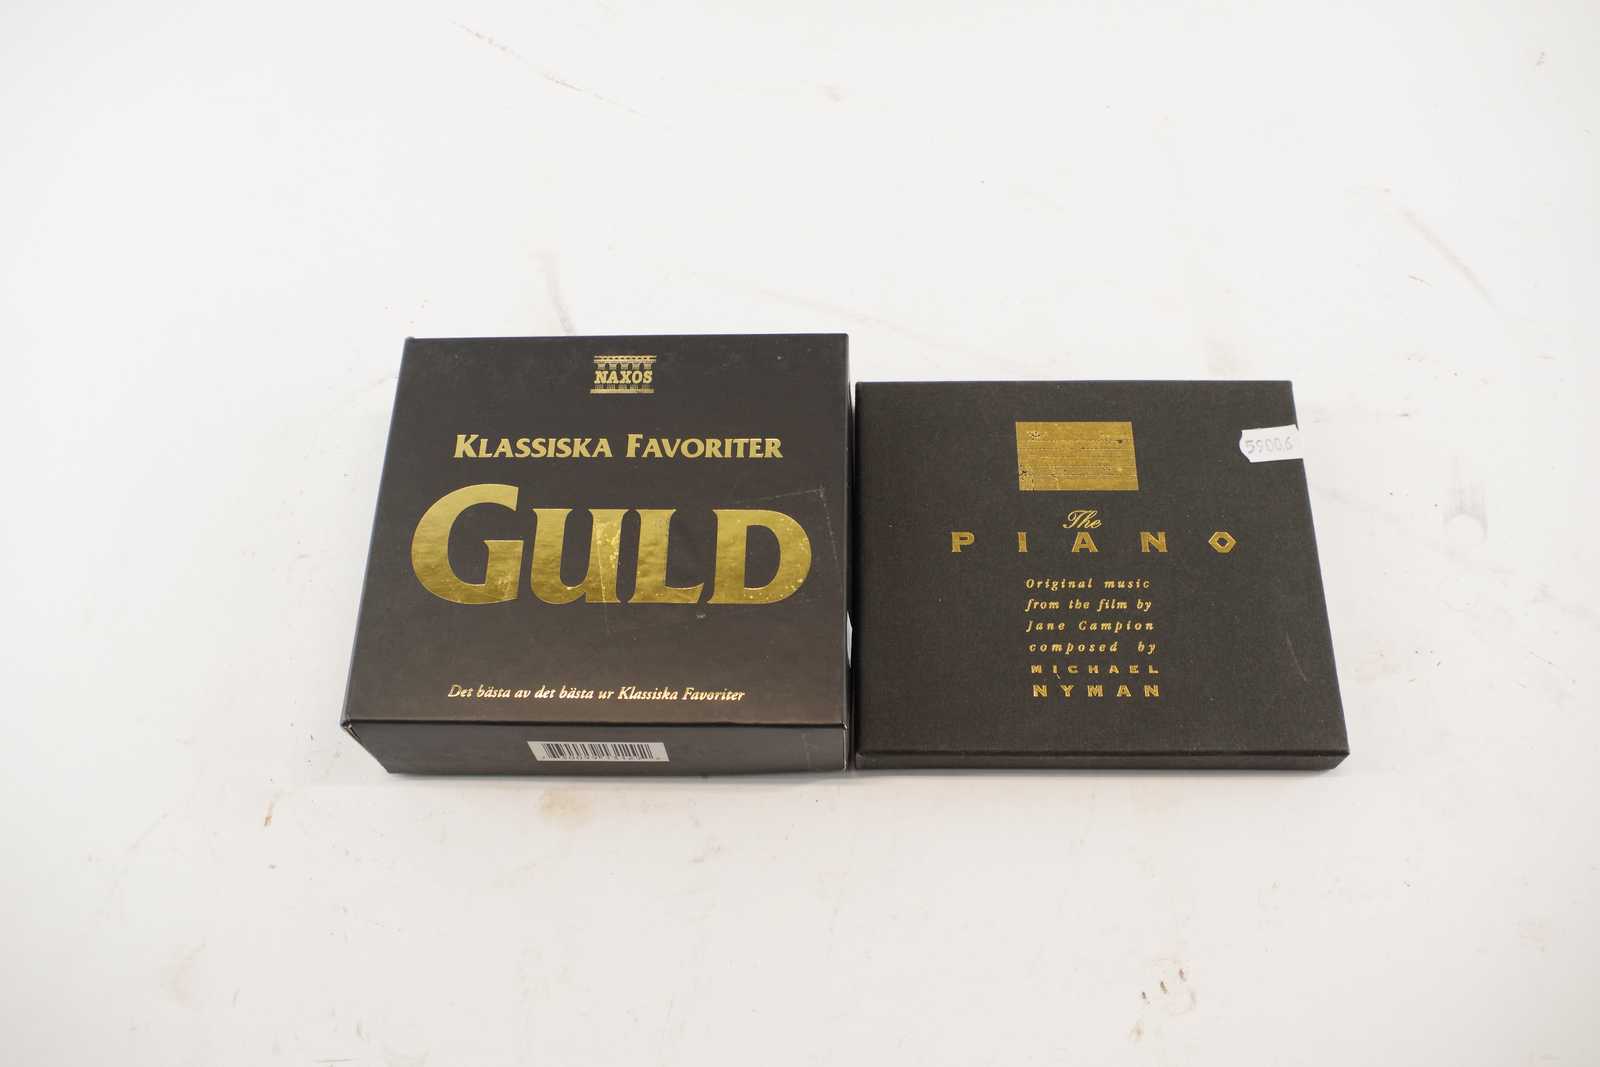 NAXOS
KLASSISKA FAVORITER
GULD
Det bästa av det bästa ur Klassiska Favoriter
The
PIANO
Original music
from the film by
Jane Campion
composed by
MICHAEL
NYMAN
59006